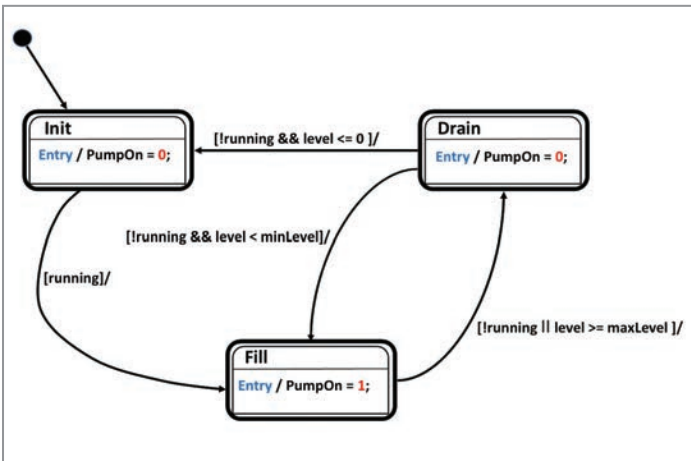 Init
Entry / PumpOn = 0;
[!running && level <= 0 ]/
Drain
Entry / PumpOn = 0;
[!running && level < minLevel]/
[running]/
[!running || level >= maxLevel ]/
Fill
Entry / PumpOn = 1;